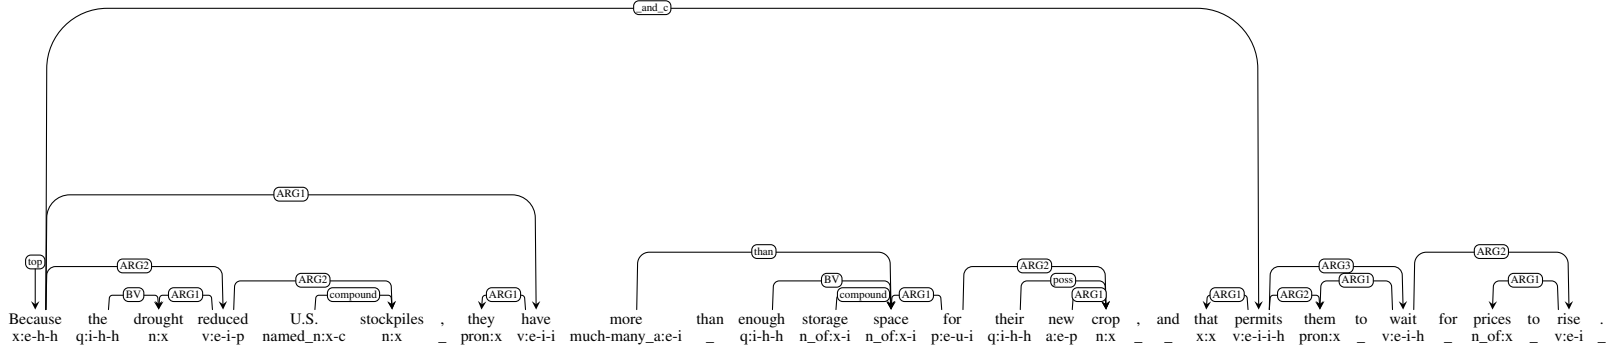 _and_c
ARG1
than
top ARG2 ARG2 ARG3 ARG2
ARG2 BV poss ARG1 ARG1
BV ARG1 compound ARG1 compound ARG1 ARG1 ARG1 ARG2
Because the drought reduced U.S. stockpiles , they have more than enough storage space for their new crop , and that permits them to wait for prices to rise .
x:e-h-h q:i-h-h n:x v:e-i-p named_n:x-c n:x _ pron:x v:e-i-i much-many_a:e-i _ q:i-h-h n_of:x-i n_of:x-i p:e-u-i q:i-h-h a:e-p n:x _ _ x:x v:e-i-i-h pron:x _ v:e-i-h _ n_of:x _ v:e-i _